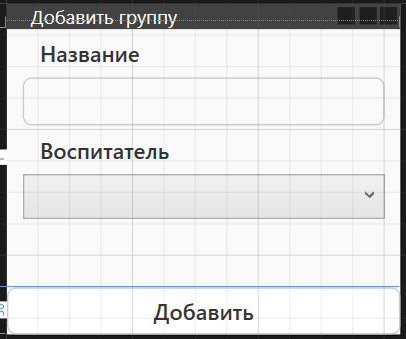 Добавить группу
Название
Воспитатель
Добавить